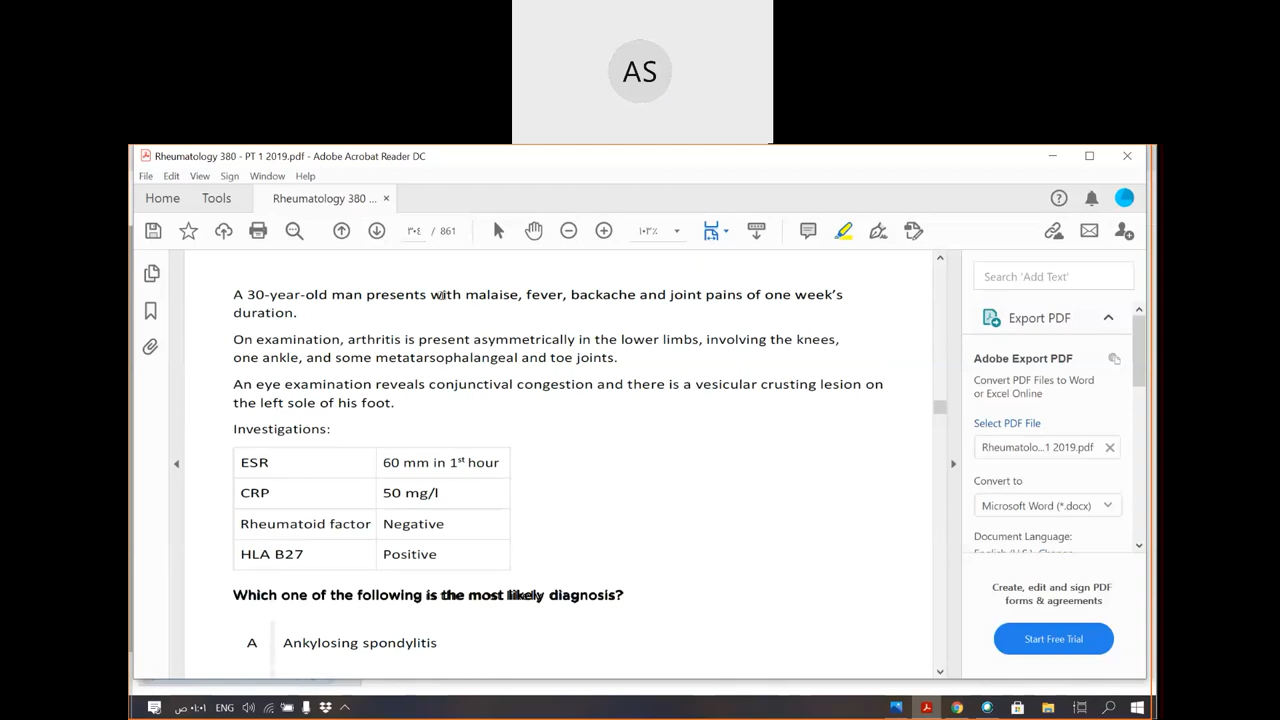 AS
Rheumatology 380 - PT 1 2019.pdf - Adobe Acrobat Reader DC
File Edit View Sign Window Help
Home Tools Rheumatology 380 ... ×
٣٠٤ / 861 ١٠٣٪
Search 'Add Text'
A 30-year-old man presents with malaise, fever, backache and joint pains of one week's
duration.
On examination, arthritis is present asymmetrically in the lower limbs, involving the knees,
one ankle, and some metatarsophalangeal and toe joints.
An eye examination reveals conjunctival congestion and there is a vesicular crusting lesion on
the left sole of his foot.
Investigations:
ESR 60 mm in 1st hour
CRP 50 mg/l
Rheumatoid factor Negative
HLA B27 Positive
Which one of the following is the most likely diagnosis?
A Ankylosing spondylitis
Export PDF
Adobe Export PDF
Convert PDF Files to Word
or Excel Online
Select PDF File
Rheumatolo...1 2019.pdf
Convert to
Microsoft Word (*.docx)
Document Language:
Create, edit and sign PDF
forms & agreements
Start Free Trial
ص ٠١:٠١ ENG